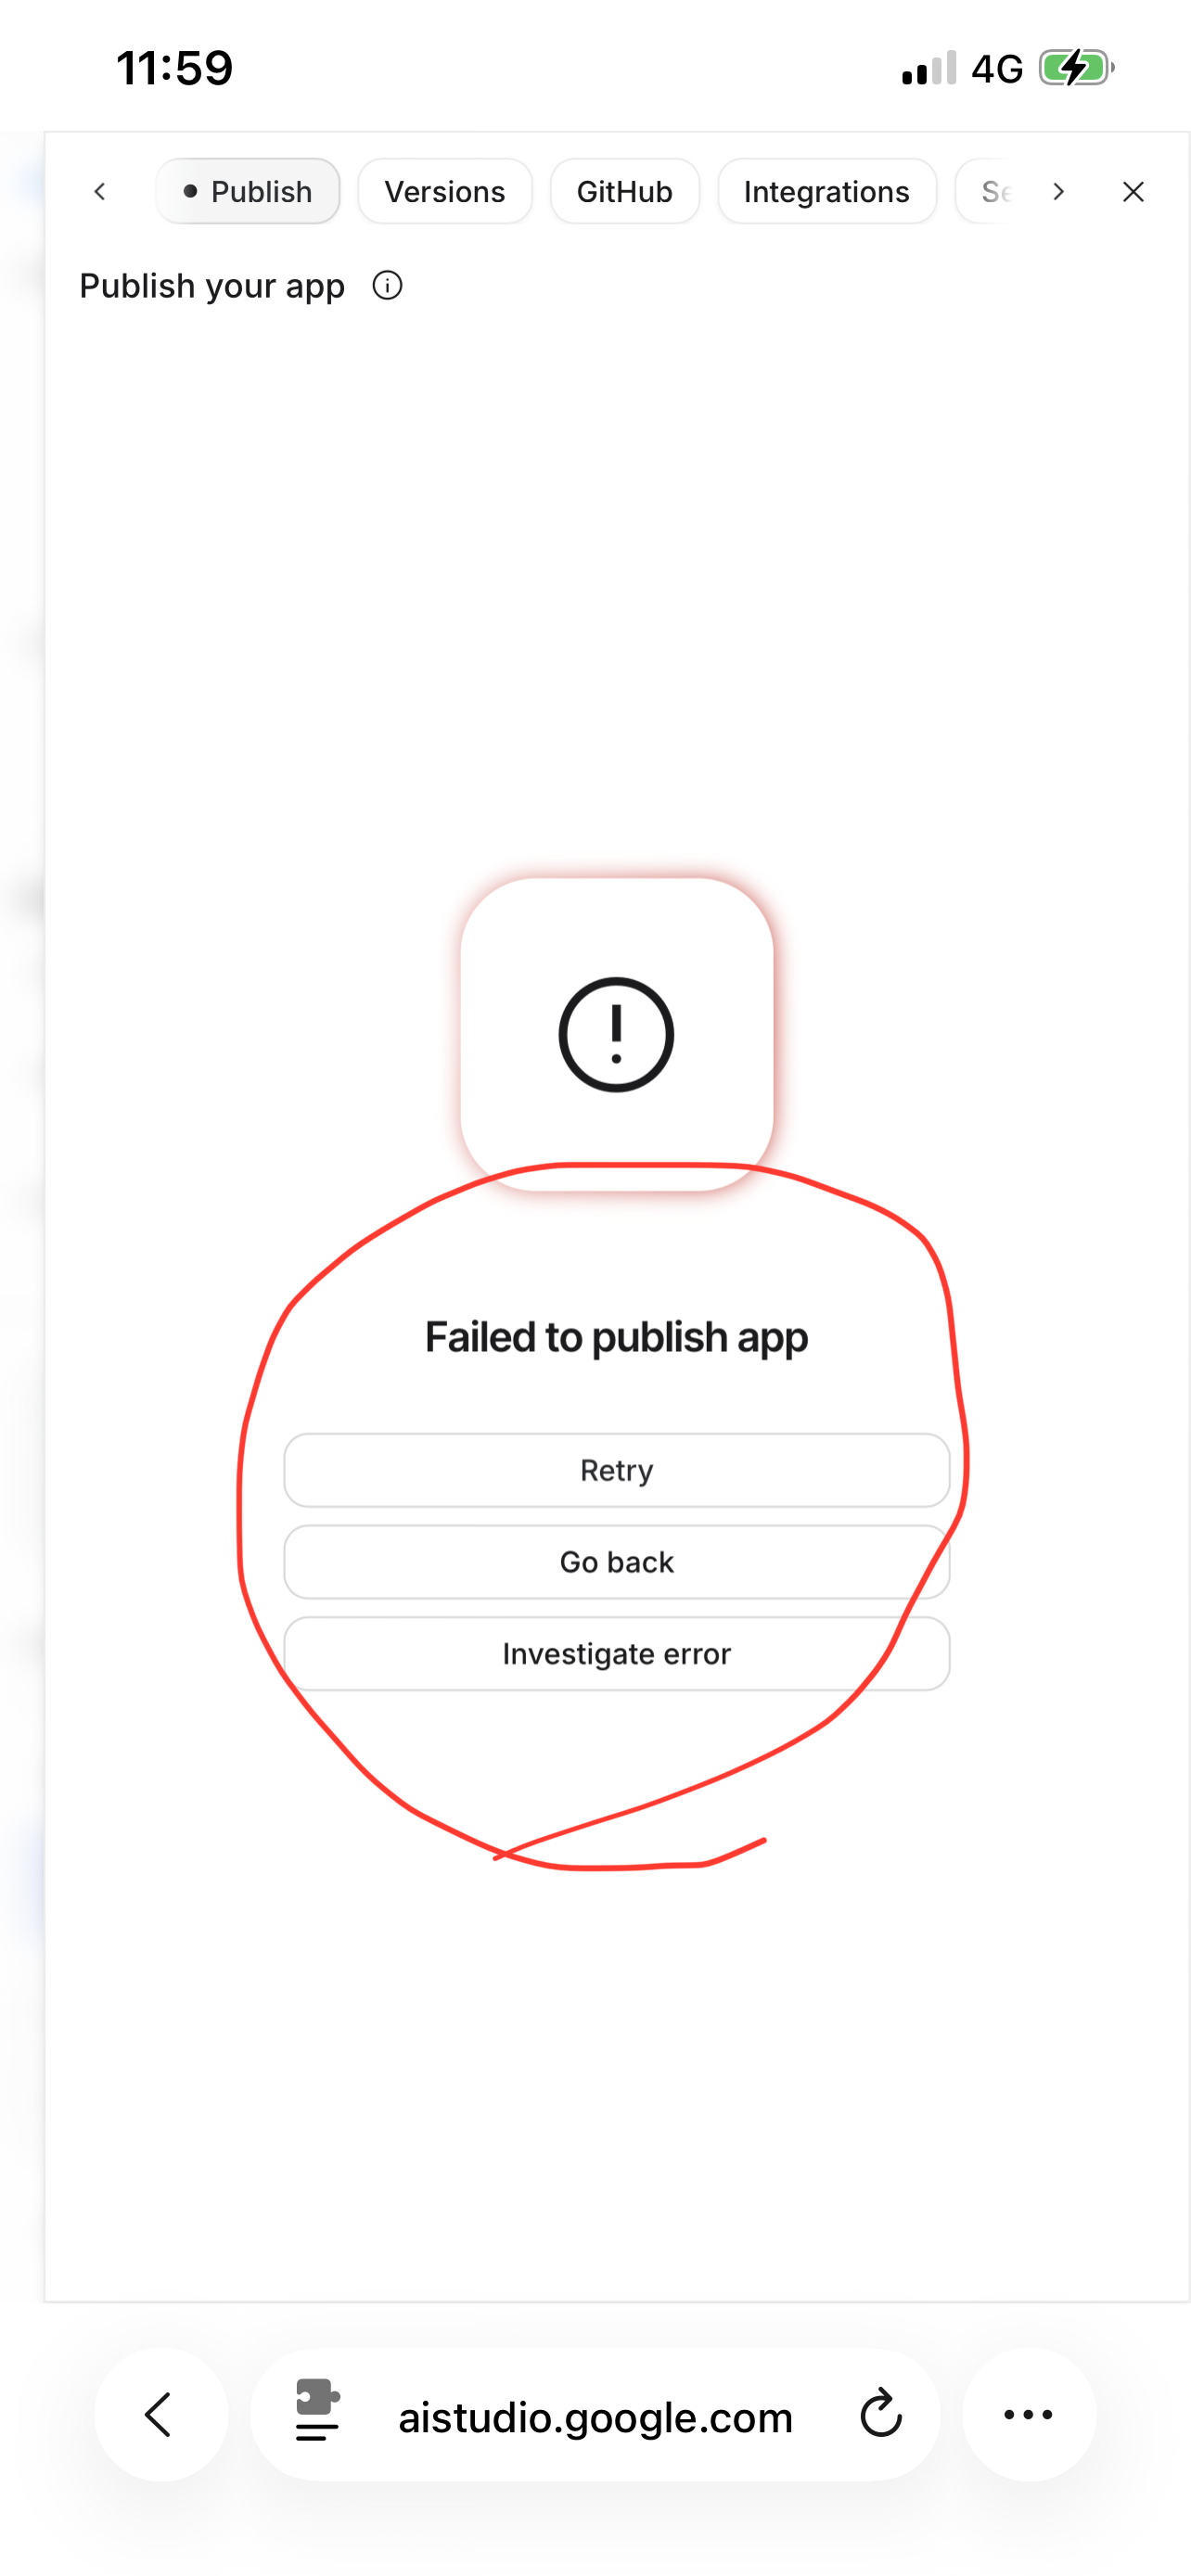 11:59
4G
Publish
Versions
GitHub
Integrations
Publish your app
Failed to publish app
Retry
Go back
Investigate error
aistudio.google.com